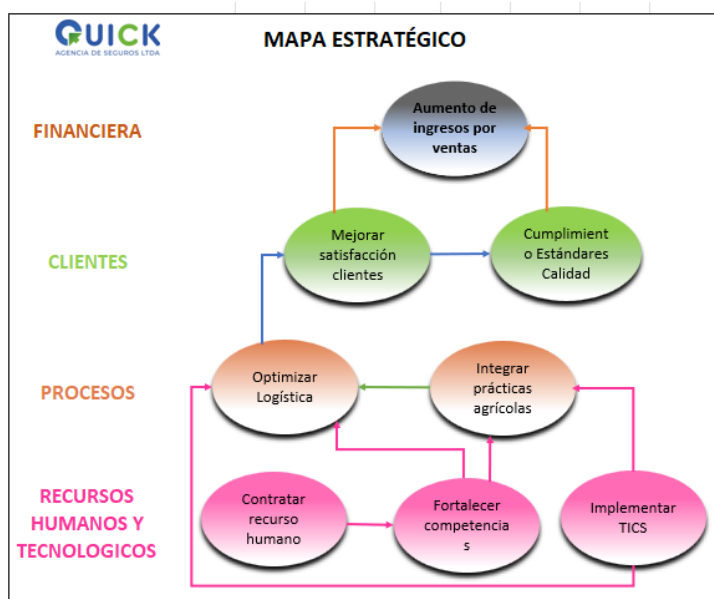 QUICK
AGENCIA DE SEGUROS LTDA
MAPA ESTRATÉGICO
FINANCIERA
Aumento de
ingresos por
ventas
CLIENTES
Mejorar
satisfacción
clientes
Cumplimient
o Estándares
Calidad
PROCESOS
Optimizar
Logística
Integrar
prácticas
agrícolas
RECURSOS
HUMANOS Y
TECNOLOGICOS
Contratar
recurso
humano
Fortalecer
competencia
s
Implementar
TICS